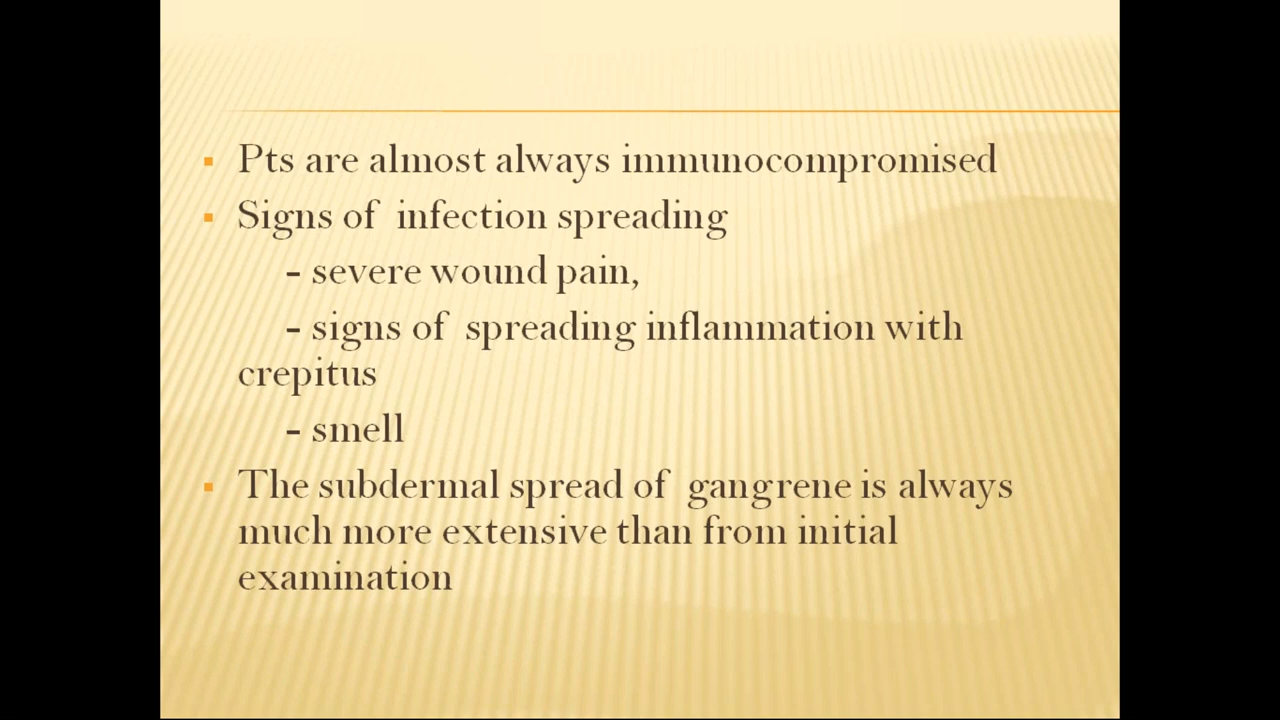 Pts are almost always immunocompromised
Signs of infection spreading
- severe wound pain,
- signs of spreading inflammation with
crepitus
- smell
The subdermal spread of gangrene is always
much more extensive than from initial
examination